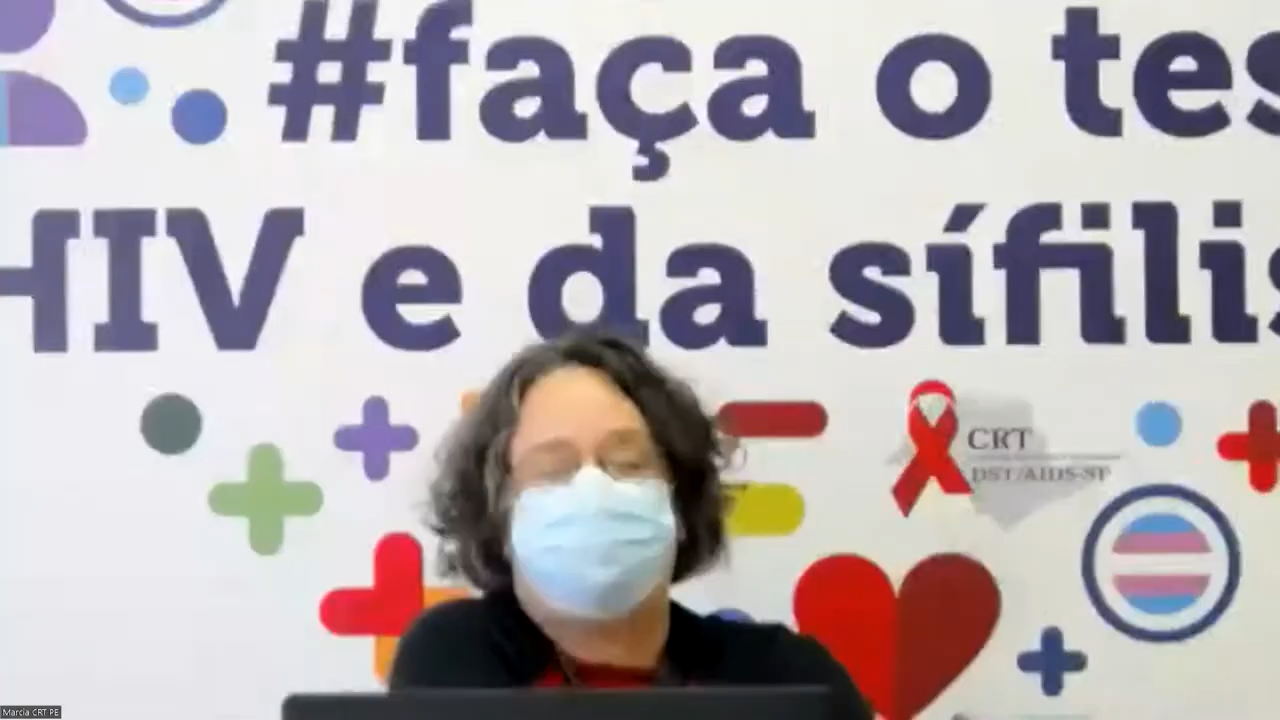 #faça o tes
HIV e da sífilis
CRT
DST/AIDS-SP
Marcia CRT PE